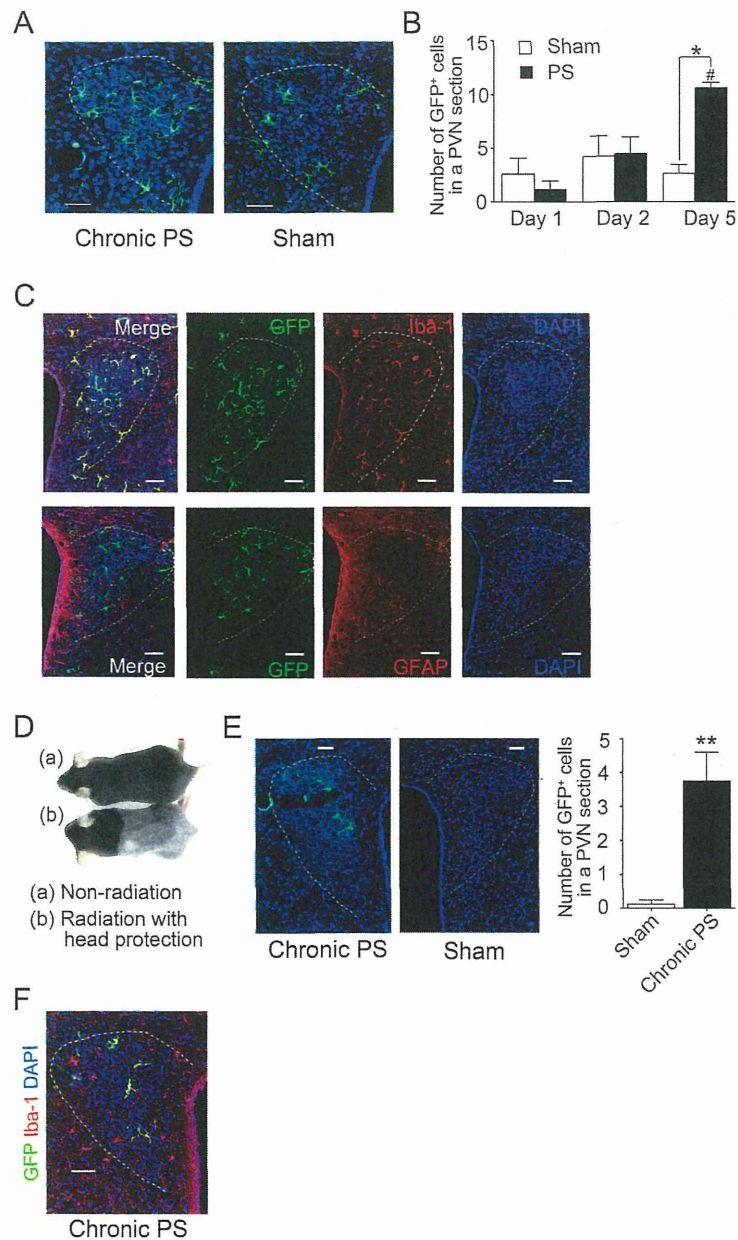 A
Chronic PS
Sham
B
Number of GFP⁺ cells
in a PVN section
15
10
5
0
Sham
PS
*
#
Day 1
Day 2
Day 5
C
Merge
GFP
Iba-1
DAPI
Merge
GFP
GFAP
DAPI
D
(a)
(b)
(a) Non-radiation
(b) Radiation with
head protection
E
Chronic PS
Sham
Number of GFP⁺ cells
in a PVN section
5
4
3
2
1
0
**
Sham
Chronic PS
F
GFP Iba-1 DAPI
Chronic PS